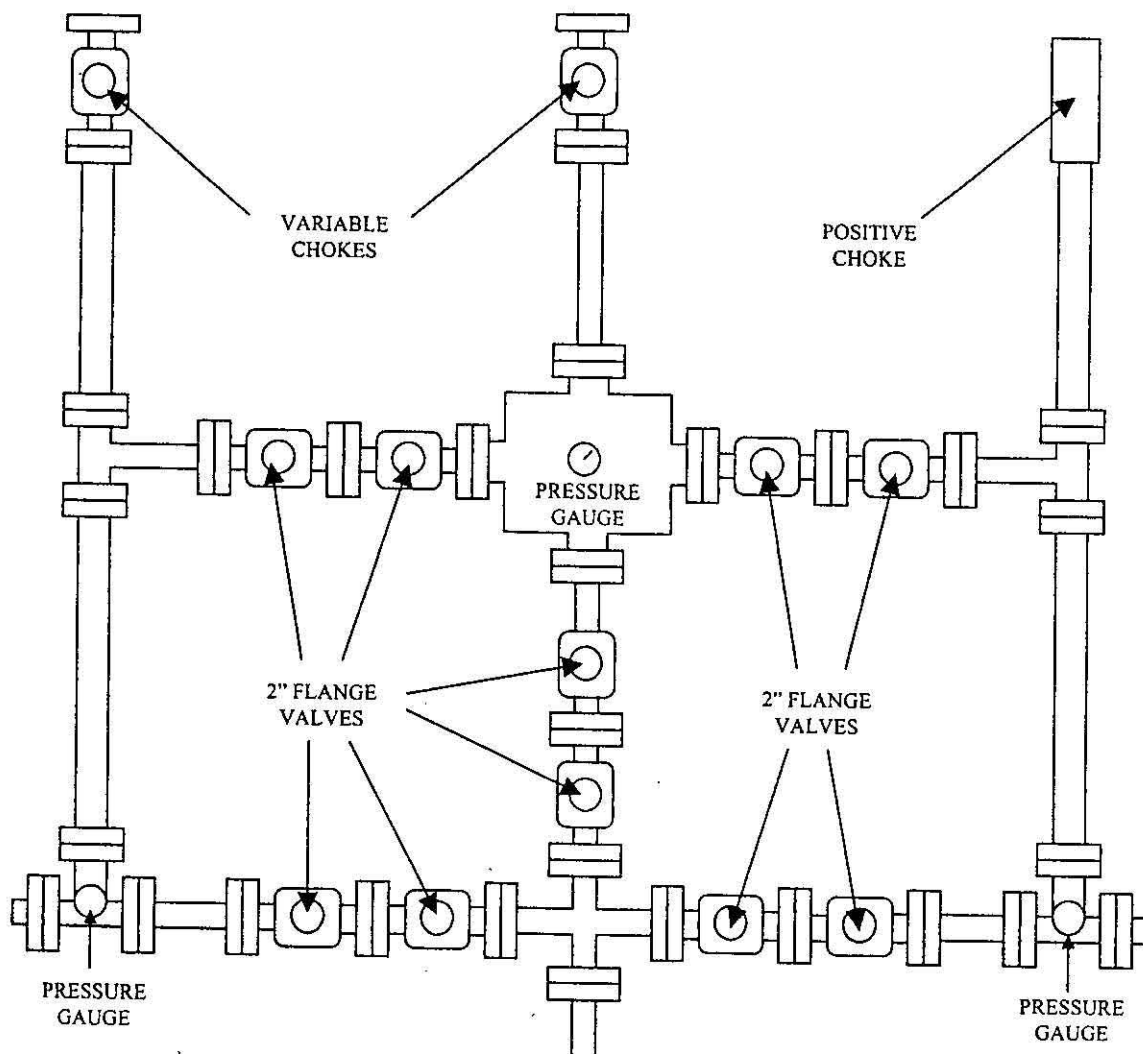 VARIABLE
CHOKES
POSITIVE
CHOKE
PRESSURE
GAUGE
2" FLANGE
VALVES
2" FLANGE
VALVES
PRESSURE
GAUGE
PRESSURE
GAUGE